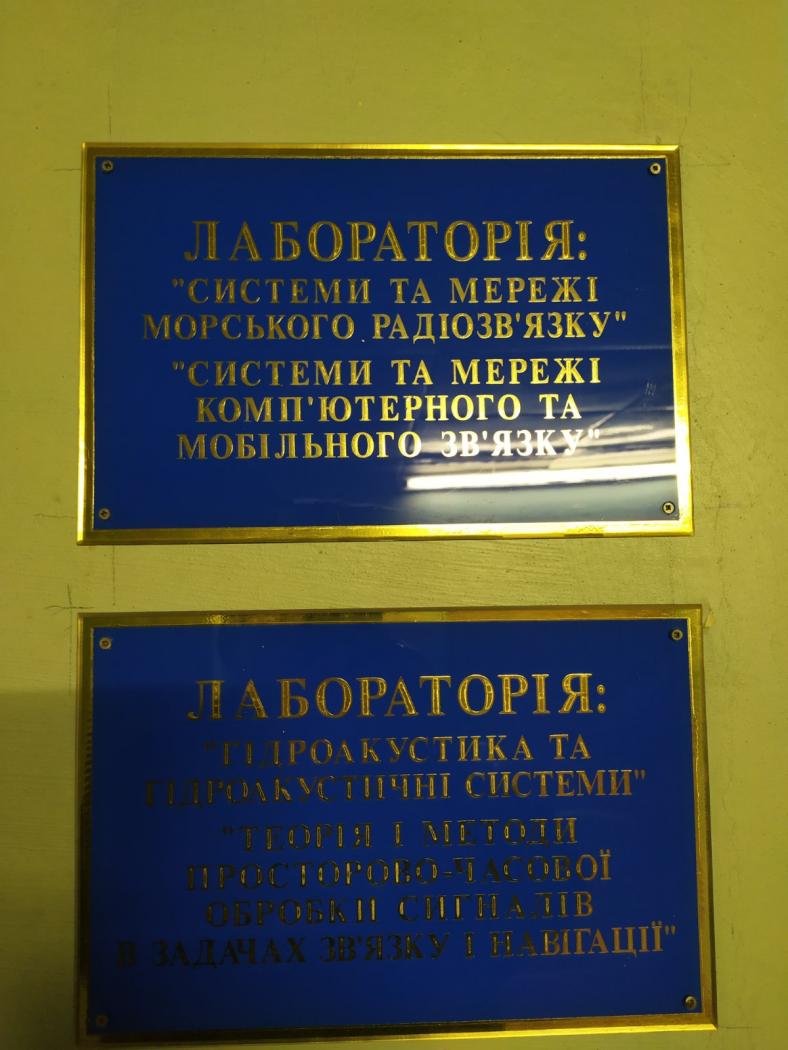 ЛАБОРАТОРІЯ:
"СИСТЕМИ ТА МЕРЕЖІ
МОРСЬКОГО РАДІОЗВ'ЯЗКУ"
"СИСТЕМИ ТА МЕРЕЖІ
КОМП'ЮТЕРНОГО ТА
МОБІЛЬНОГО ЗВ'ЯЗКУ"
ЛАБОРАТОРІЯ:
"ГІДРОАКУСТИКА ТА
ГІДРОАКУСТИЧНІ СИСТЕМИ"
"ТЕОРІЯ І МЕТОДИ
ПРОСТОРОВО-ЧАСОВОЇ
ОБРОБКИ СИГНАЛІВ
В ЗАДАЧАХ ЗВ'ЯЗКУ І НАВІГАЦІЇ"